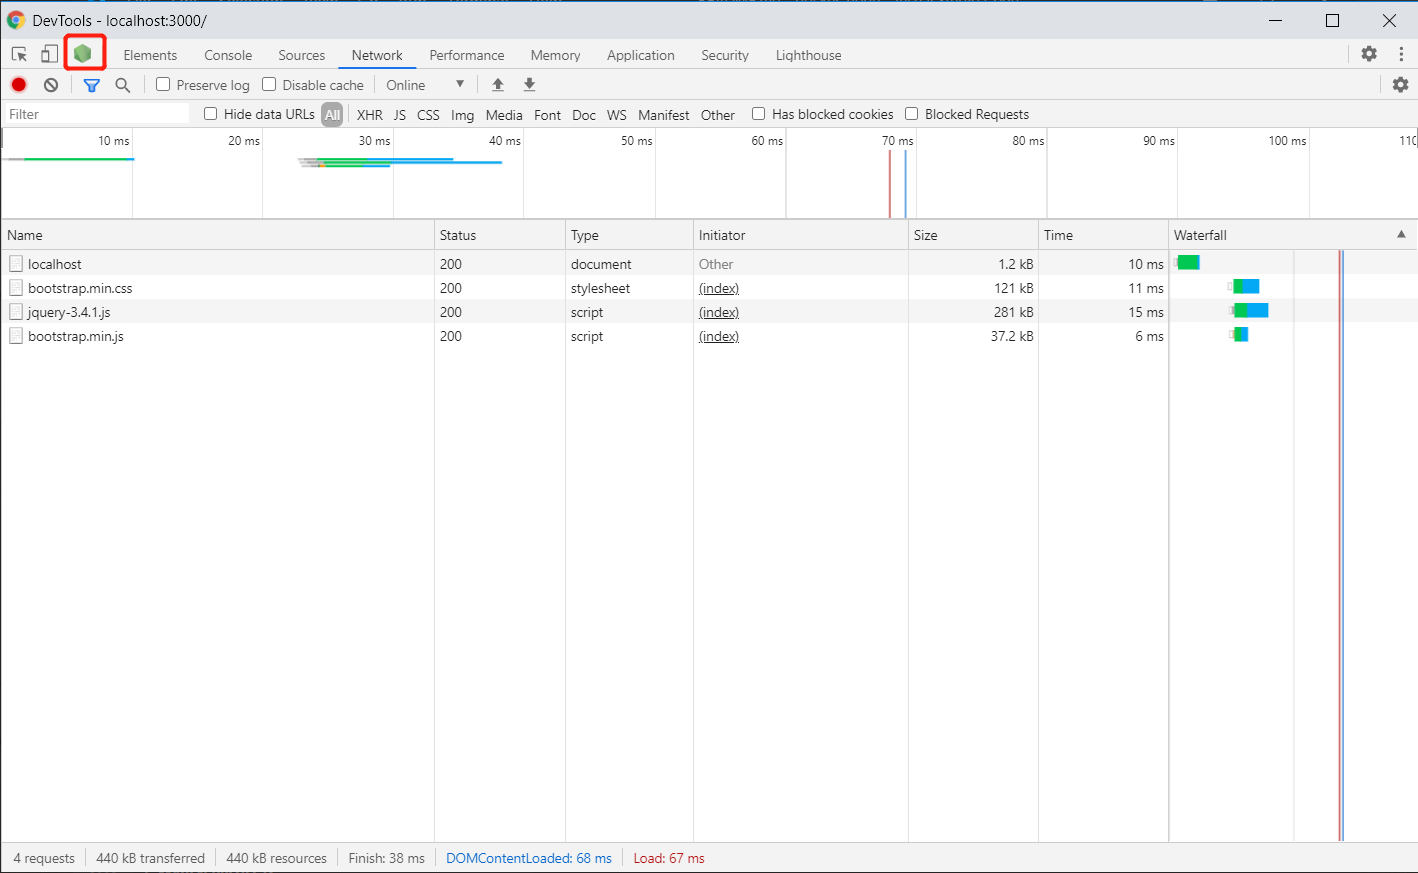 DevTools - localhost:3000/
Elements Console Sources Network Performance Memory Application Security Lighthouse
Preserve log Disable cache Online
Filter Hide data URLs All XHR JS CSS Img Media Font Doc WS Manifest Other Has blocked cookies Blocked Requests
10 ms 20 ms 30 ms 40 ms 50 ms 60 ms 70 ms 80 ms 90 ms 100 ms 110
Name Status Type Initiator Size Time Waterfall
localhost 200 document Other 1.2 kB 10 ms
bootstrap.min.css 200 stylesheet (index) 121 kB 11 ms
jquery-3.4.1.js 200 script (index) 281 kB 15 ms
bootstrap.min.js 200 script (index) 37.2 kB 6 ms
4 requests 440 kB transferred 440 kB resources Finish: 38 ms DOMContentLoaded: 68 ms Load: 67 ms